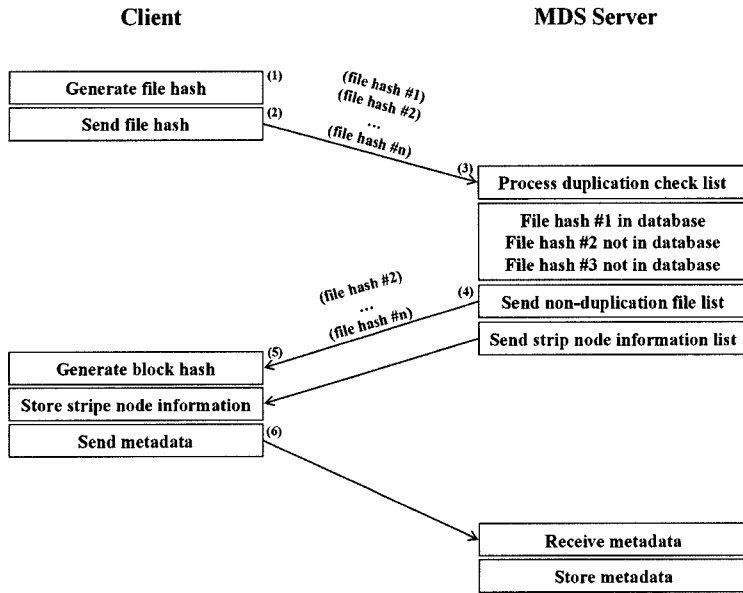 Client
MDS Server
(1)
Generate file hash
(2)
Send file hash
(file hash #1)
(file hash #2)
...
(file hash #n)
(3)
Process duplication check list
File hash #1 in database
File hash #2 not in database
File hash #3 not in database
(4)
Send non-duplication file list
Send strip node information list
(file hash #2)
...
(file hash #n)
(5)
Generate block hash
Store stripe node information
(6)
Send metadata
Receive metadata
Store metadata